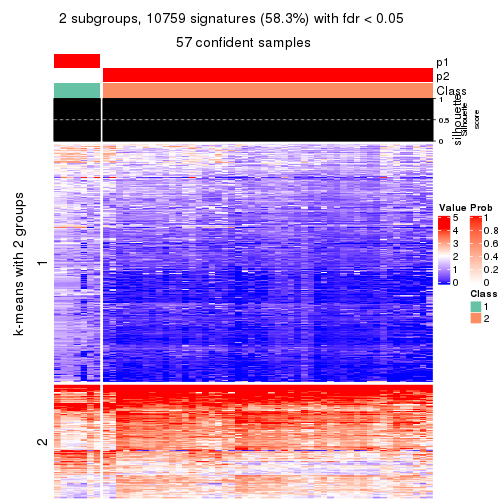 2 subgroups, 10759 signatures (58.3%) with fdr < 0.05
57 confident samples
p1
p2
Class
silhouette
Silhouette
score
1
0.5
0
k-means with 2 groups
1
2
Value
5
4
3
2
1
0
Prob
1
0.8
0.6
0.4
0.2
0
Class
1
2